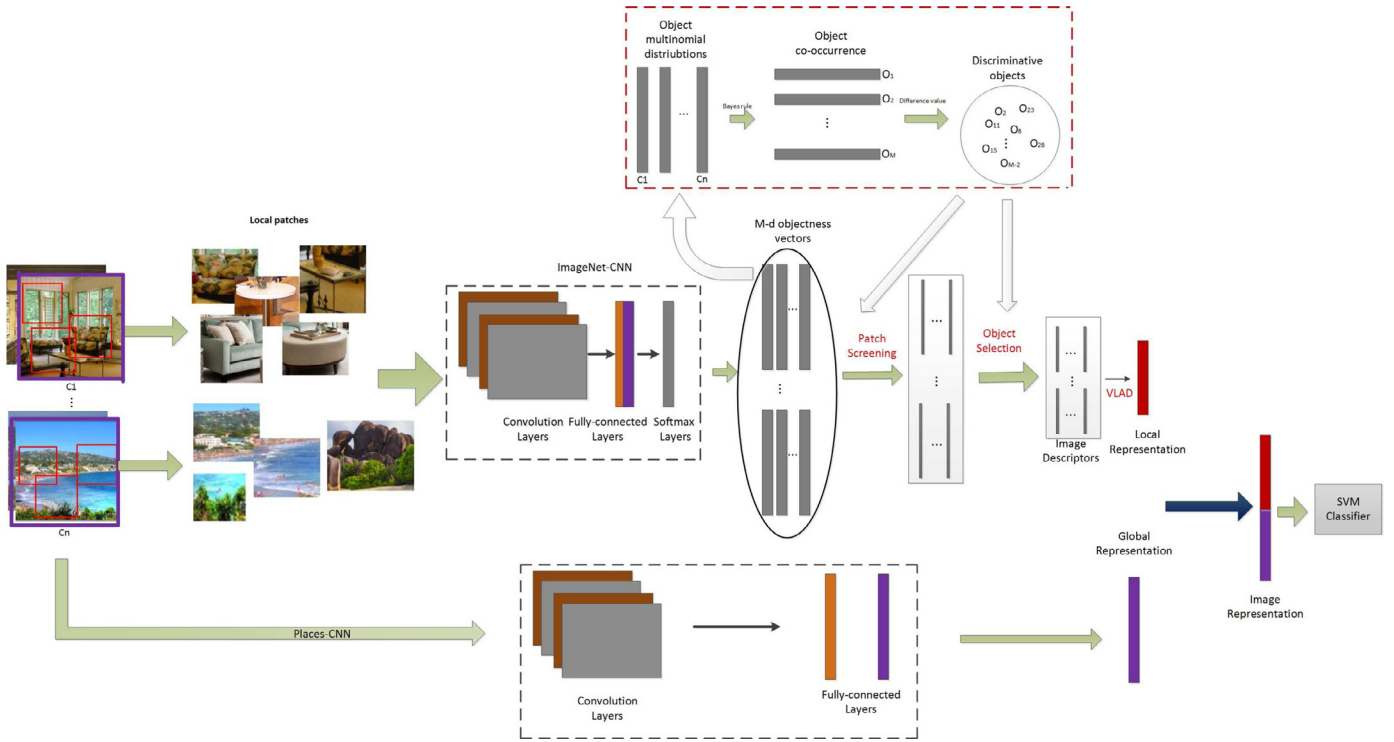 Object
multinomial
distriubtions
Object
co-occurrence
Discriminative
objects
O1
O2
OM
...
⋮
Bayes rule
Difference value
O2
O23
O11
O8
O15
⋮
O28
OM-2
C1
Cn
Local patches
M-d objectness
vectors
ImageNet-CNN
...
⋮
...
Patch
Screening
...
⋮
...
Object
Selection
...
⋮
...
VLAD
C1
⋮
Convolution
Layers
Fully-connected
Layers
Softmax
Layers
Image
Descriptors
Local
Representation
Cn
SVM
Classifier
Global
Representation
Image
Representation
Places-CNN
Convolution
Layers
Fully-connected
Layers